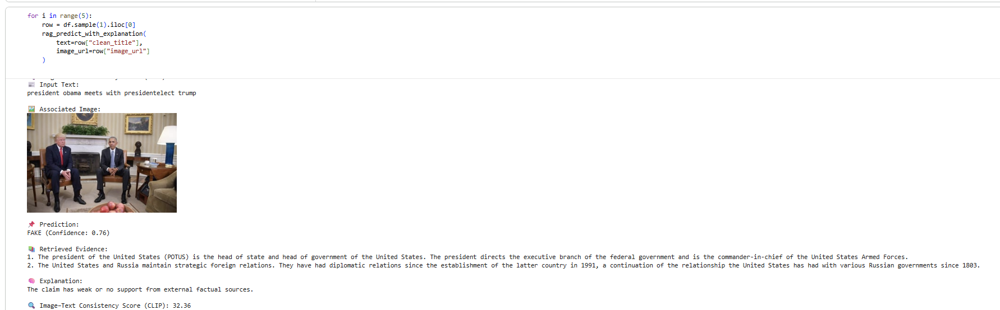 for i in range(5):
    row = df.sample(1).iloc[0]
    rag_predict_with_explanation(
        text=row["clean_title"],
        image_url=row["image_url"]
    )
Input Text:
president obama meets with presidentelect trump
Associated Image:
Prediction:
FAKE (Confidence: 0.76)
Retrieved Evidence:
1. The president of the United States (POTUS) is the head of state and head of government of the United States. The president directs the executive branch of the federal government and is the commander-in-chief of the United States Armed Forces.
2. The United States and Russia maintain strategic foreign relations. They have had diplomatic relations since the establishment of the latter country in 1991, a continuation of the relationship the United States has had with various Russian governments since 1803.
Explanation:
The claim has weak or no support from external factual sources.
Image-Text Consistency Score (CLIP): 32.36